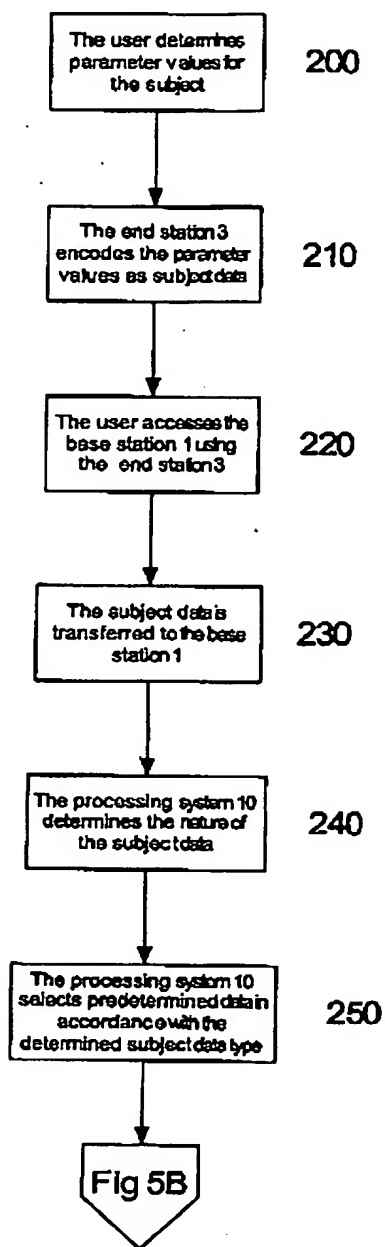 The user determines
parameter values for
the subject
200
The end station 3
encodes the parameter
values as subject data
210
The user accesses the
base station 1 using
the end station 3
220
The subject data is
transferred to the base
station 1
230
The processing system 10
determines the nature of
the subject data
240
The processing system 10
selects predetermined data in
accordance with the
determined subject data type
250
Fig 5B